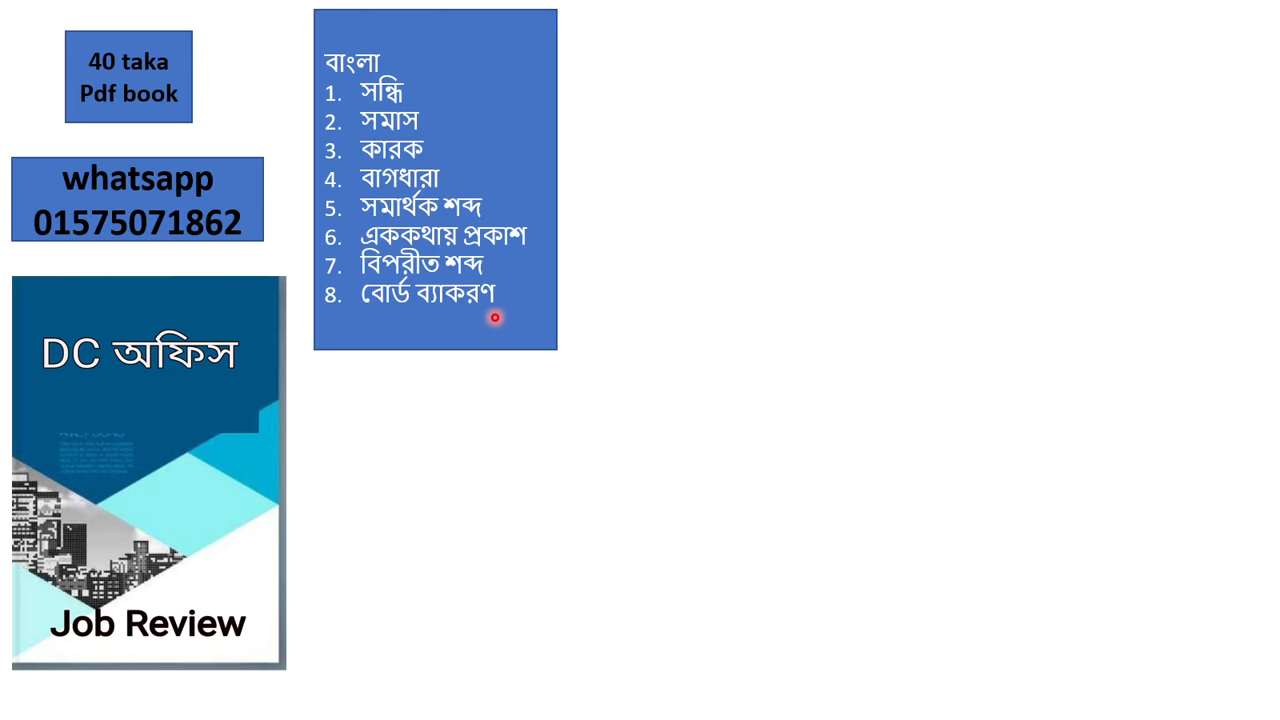 40 taka
Pdf book
whatsapp
01575071862
DC অফিস
Job Review
বাংলা
1. সন্ধি
2. সমাস
3. কারক
4. বাগধারা
5. সমার্থক শব্দ
6. এককথায় প্রকাশ
7. বিপরীত শব্দ
8. বোর্ড ব্যাকরণ